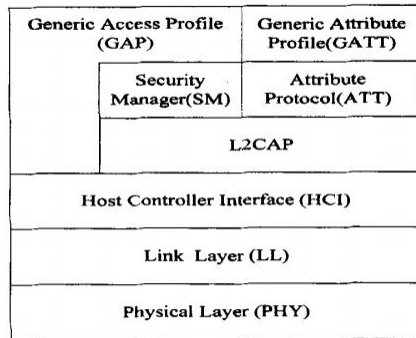 Generic Access Profile
(GAP)
Generic Attribute
Profile(GATT)
Security
Manager(SM)
Attribute
Protocol(ATT)
L2CAP
Host Controller Interface (HCI)
Link Layer (LL)
Physical Layer (PHY)